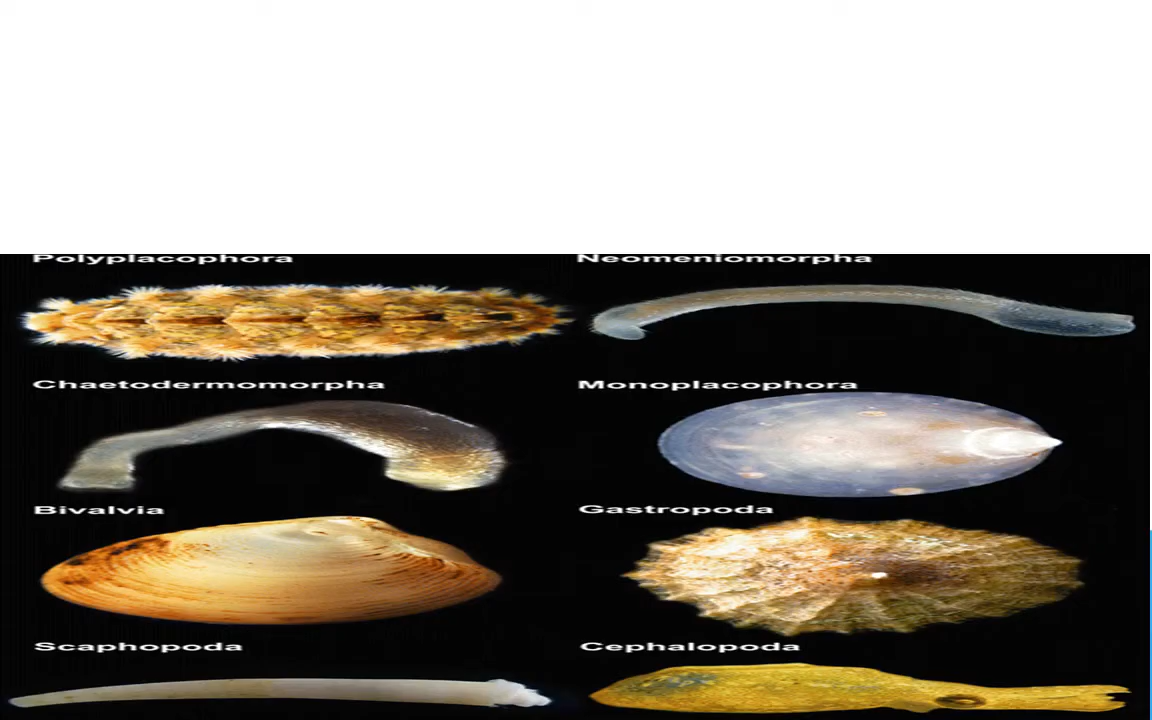 Polyplacophora
Neomeniomorpha
Chaetodermomorpha
Monoplacophora
Bivalvia
Gastropoda
Scaphopoda
Cephalopoda